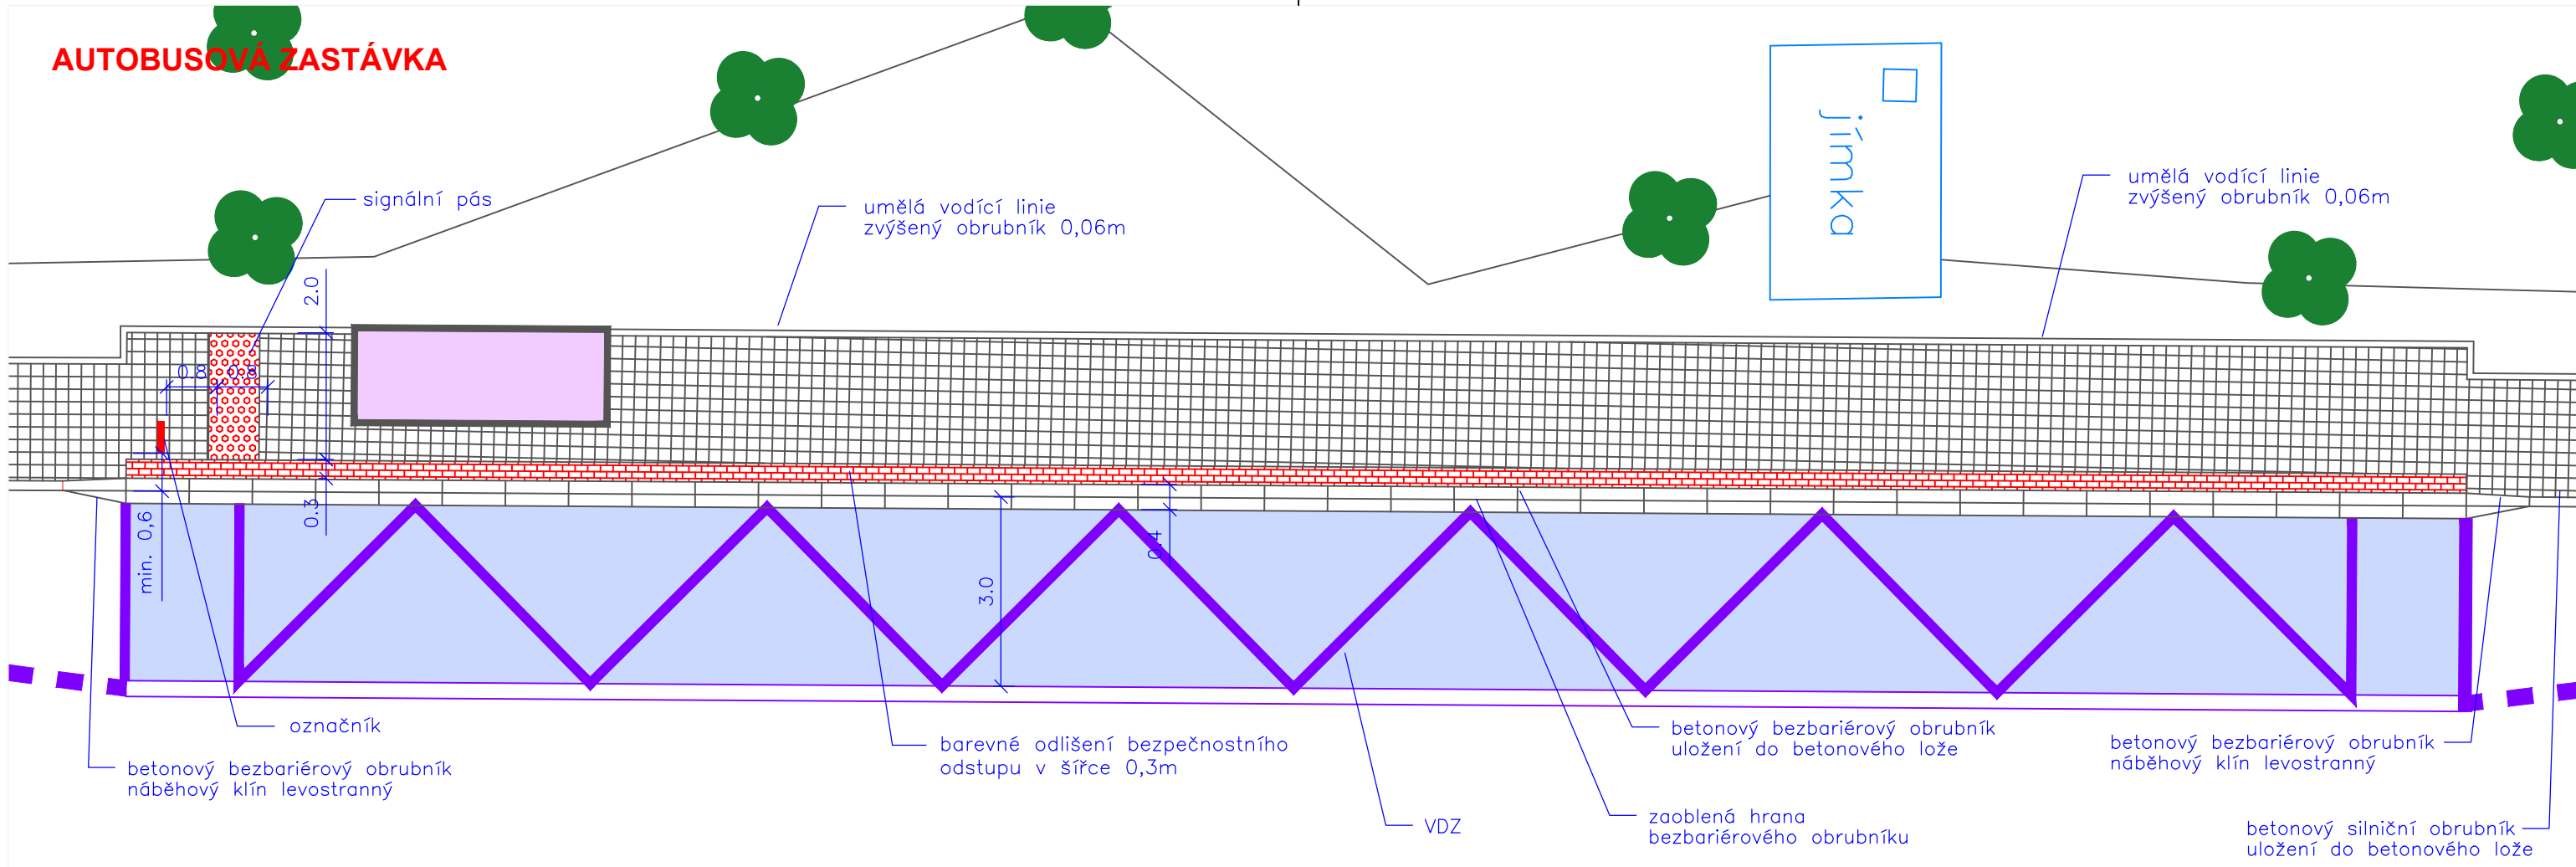 AUTOBUSOVÁ ZASTÁVKA
jímka
signální pás
umělá vodící linie
zvýšený obrubník 0,06m
umělá vodící linie
zvýšený obrubník 0,06m
2.0
0.8
0.8
0.3
min. 0,6
0.4
3.0
označník
betonový bezbariérový obrubník
náběhový klín levostranný
barevné odlišení bezpečnostního
odstupu v šířce 0,3m
VDZ
betonový bezbariérový obrubník
uložení do betonového lože
zaoblená hrana
bezbariérového obrubníku
betonový bezbariérový obrubník
náběhový klín levostranný
betonový silniční obrubník
uložení do betonového lože